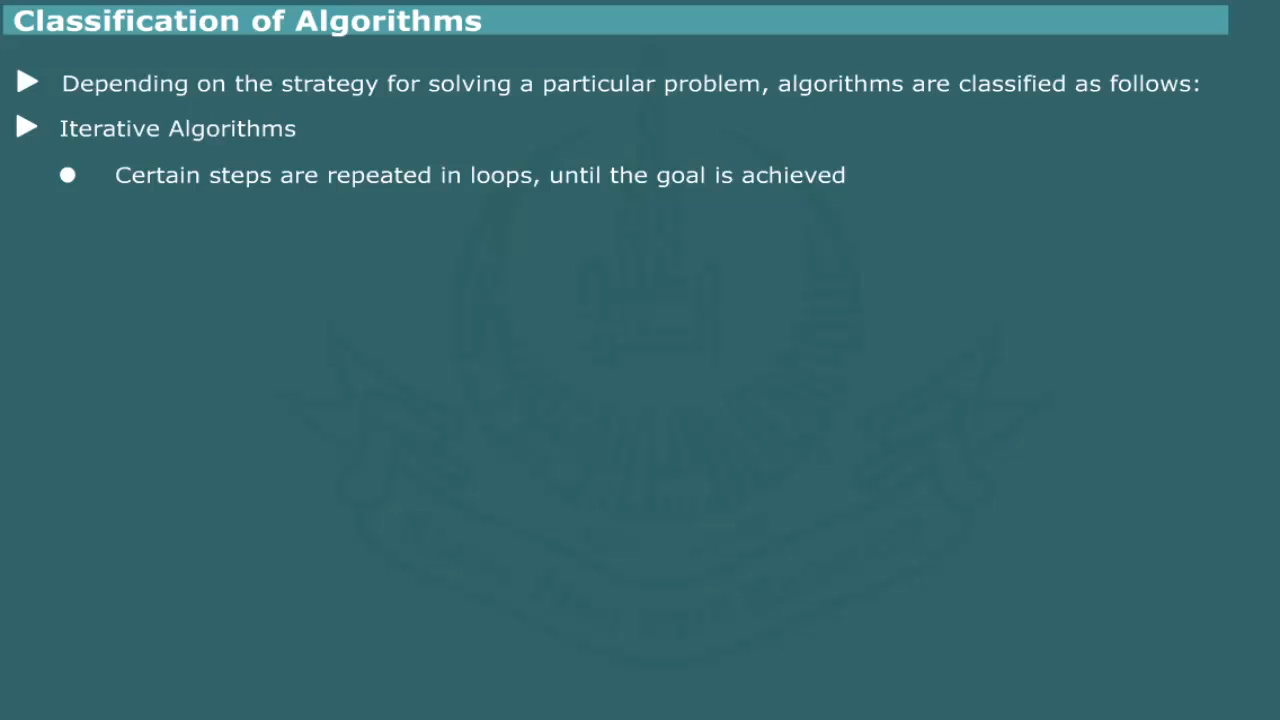 Classification of Algorithms
Depending on the strategy for solving a particular problem, algorithms are classified as follows:
Iterative Algorithms
Certain steps are repeated in loops, until the goal is achieved